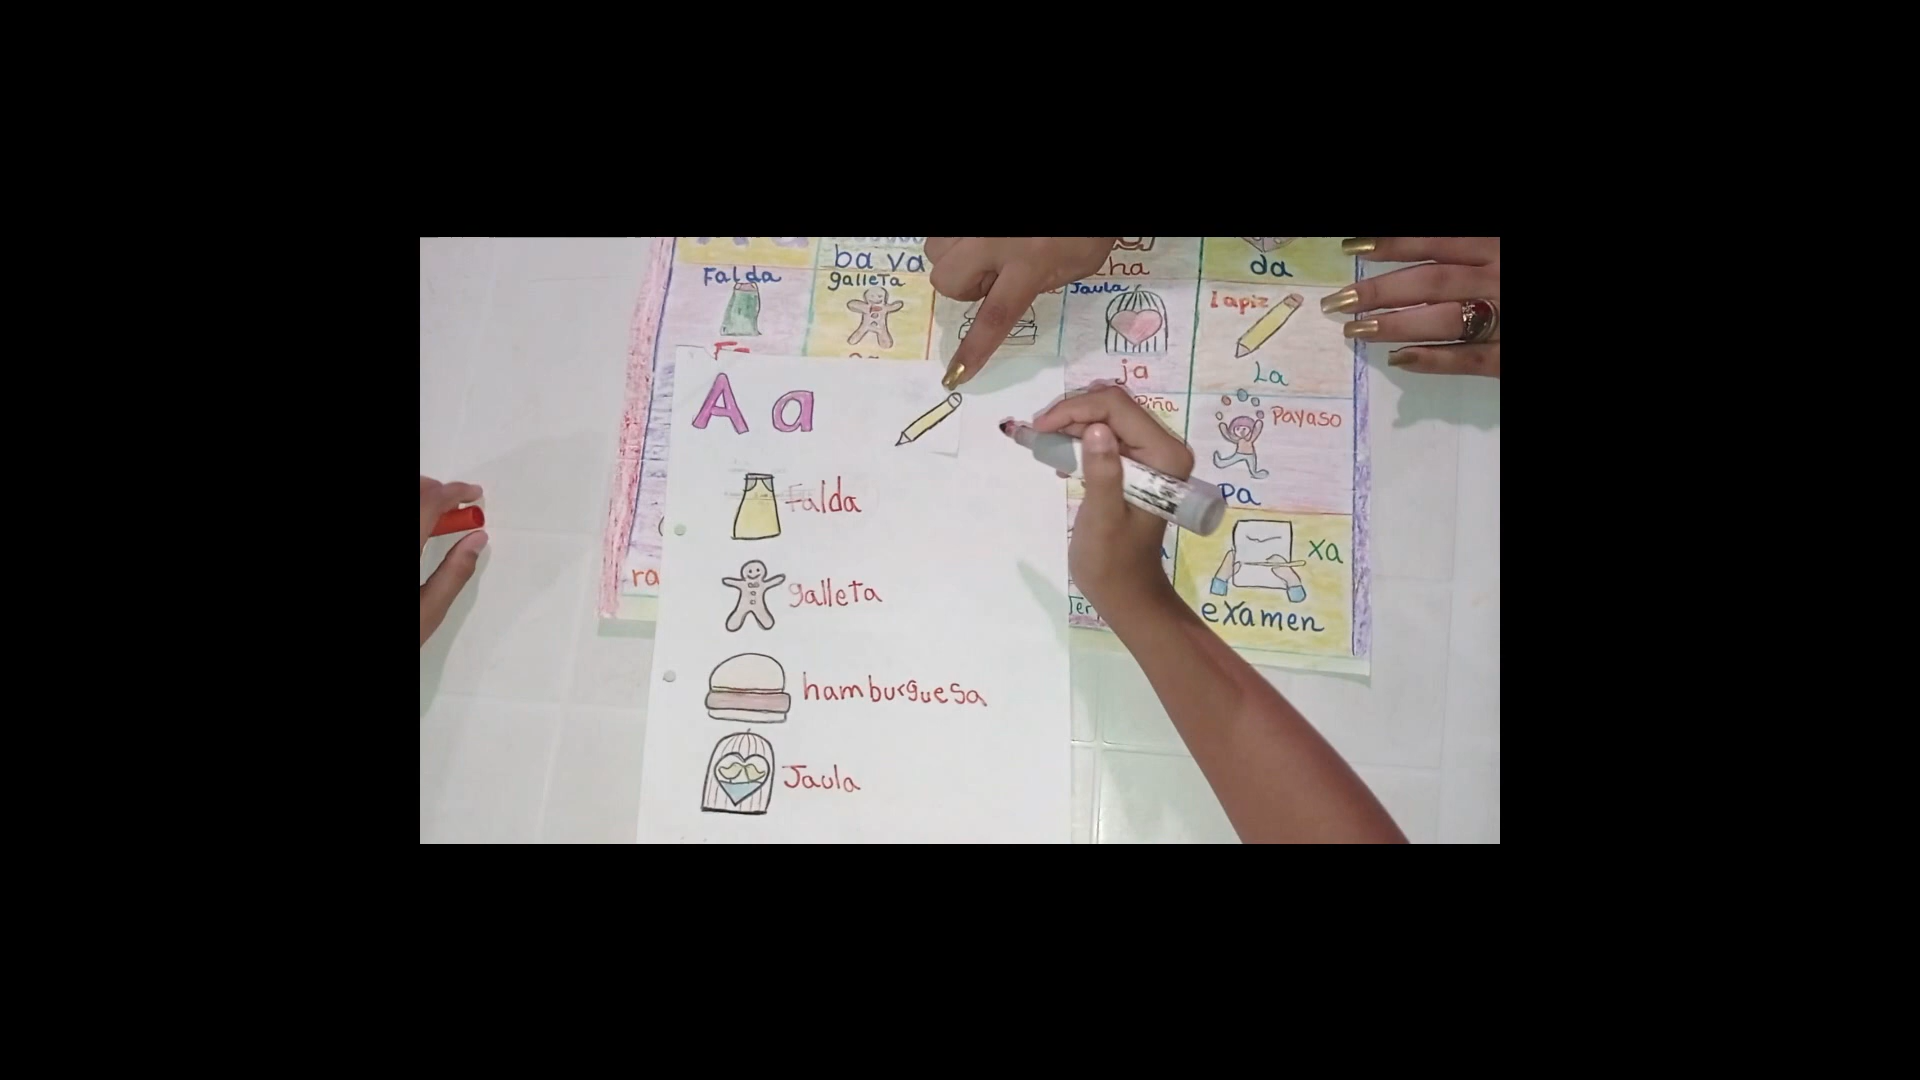 ba va
cha
da
Falda
galleTa
Jaula
lapiz
ja
La
A a
Piña
Payaso
Pa
Falda
galleta
hamburguesa
Jaula
ra
xa
examen